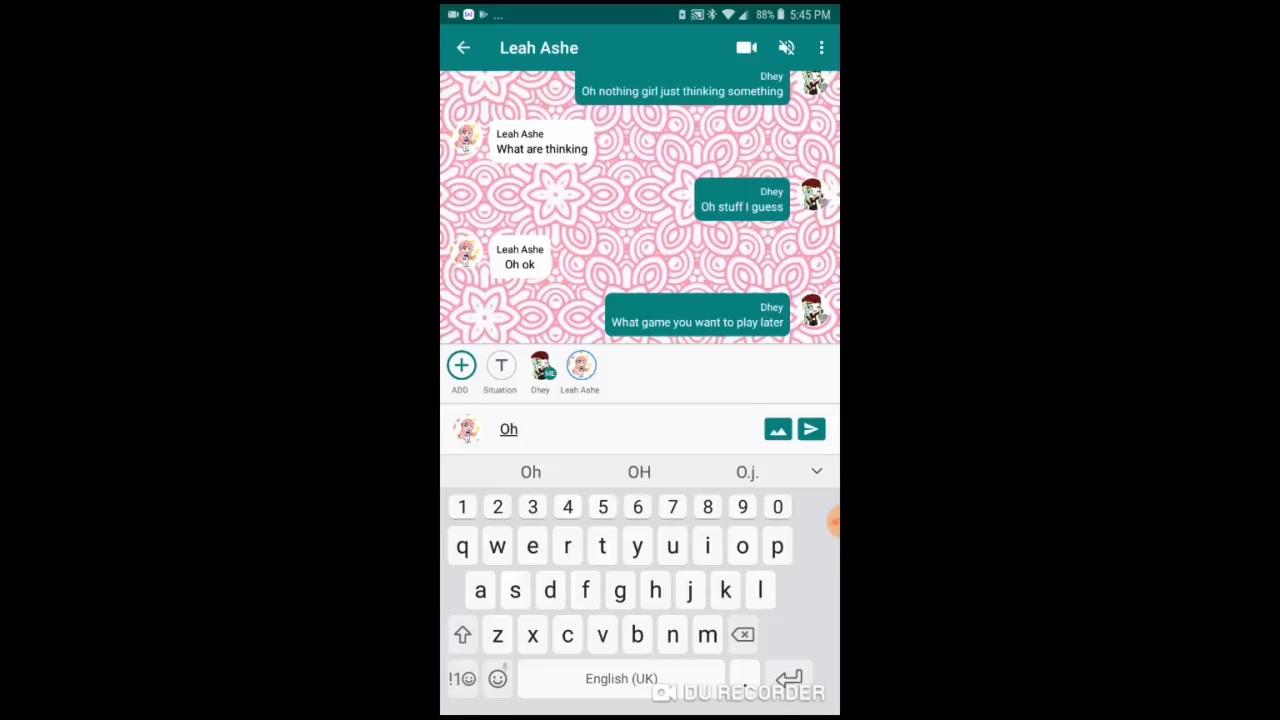 ... 88% 5:45 PM
Leah Ashe
Dhey
Oh nothing girl just thinking something
Leah Ashe
What are thinking
Dhey
Oh stuff I guess
Leah Ashe
Oh ok
Dhey
What game you want to play later
ME
ADD Situation Dhey Leah Ashe
Oh
Oh OH O.j.
1 2 3 4 5 6 7 8 9 0
q w e r t y u i o p
a s d f g h j k l
z x c v b n m
!1☺ English (UK) .
DU RECORDER